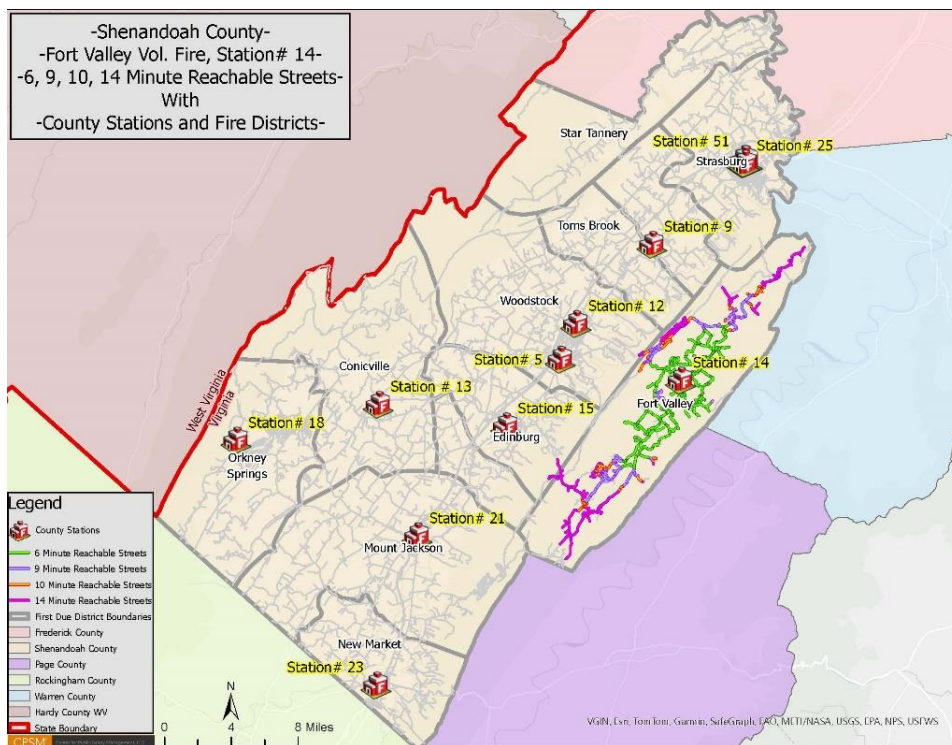 -Shenandoah County-
-Fort Valley Vol. Fire, Station# 14-
-6, 9, 10, 14 Minute Reachable Streets-
With
-County Stations and Fire Districts-
Star Tannery
Station# 51
Station# 25
Strasburg
Toms Brook
Station# 9
Woodstock
Station# 12
Station# 5
Station# 14
Fort Valley
Conicville
Station # 13
Station# 15
Edinburg
West Virginia
Virginia
Station# 18
Orkney
Springs
Station# 21
Mount Jackson
New Market
Station# 23
Legend
County Stations
6 Minute Reachable Streets
9 Minute Reachable Streets
10 Minute Reachable Streets
14 Minute Reachable Streets
First Due District Boundaries
Frederick County
Shenandoah County
Page County
Rockingham County
Warren County
Hardy County WV
State Boundary
CPSM
N
0 4 8 Miles
VGIN, Esri, TomTom, Garmin, SafeGraph, FAO, METI/NASA, USGS, EPA, NPS, USFWS